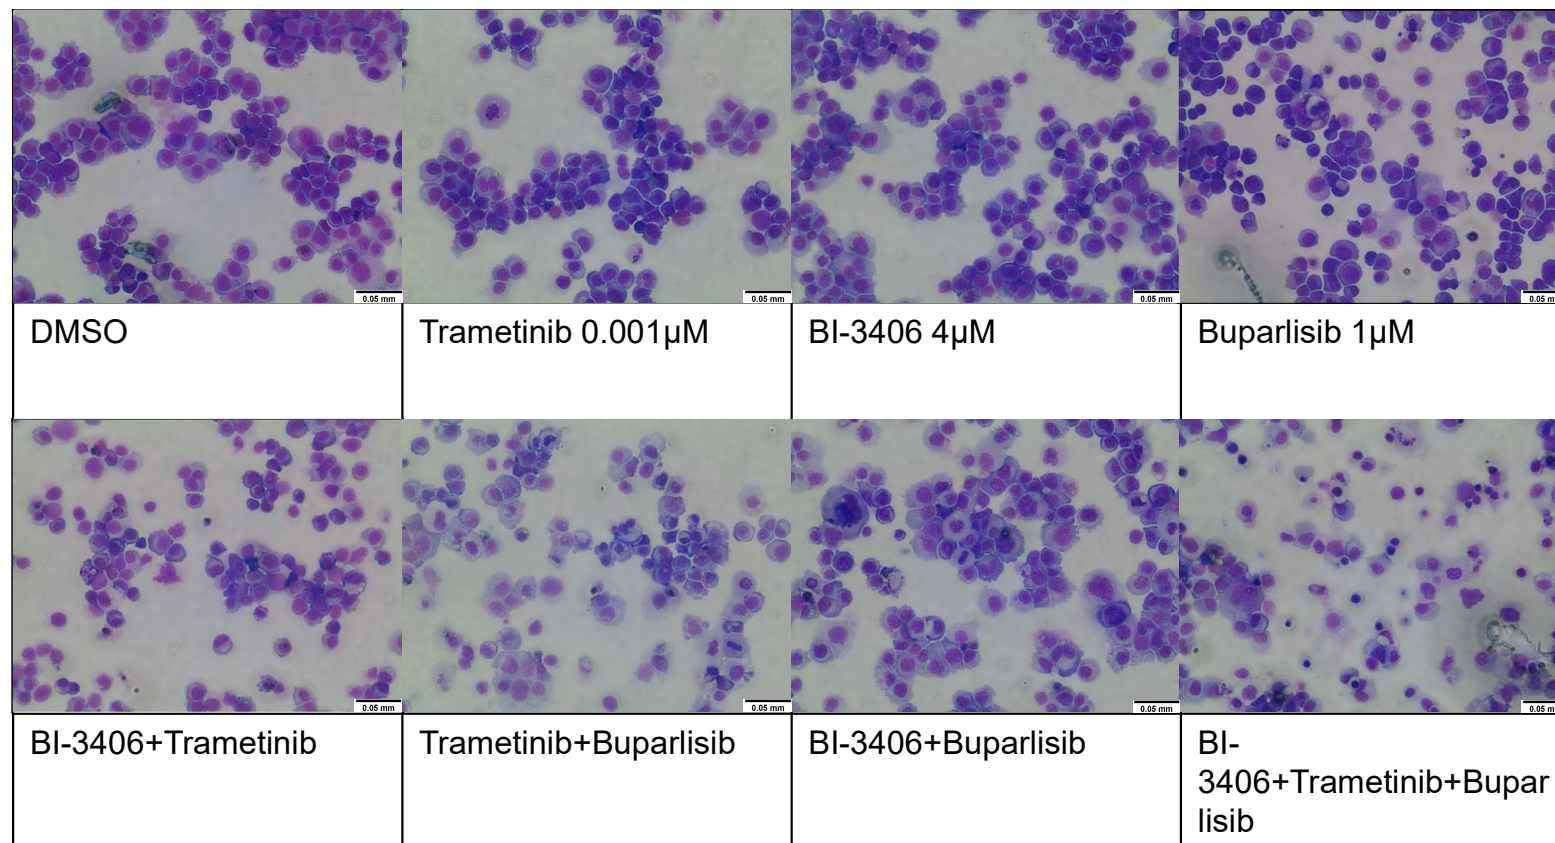 0.05 mm
0.05 mm
0.05 mm
0.05 m
DMSO
Trametinib 0.001µM
BI-3406 4µM
Buparlisib 1µM
0.05 mm
0.05 mm
0.05 mm
0.05 m
BI-3406+Trametinib
Trametinib+Buparlisib
BI-3406+Buparlisib
BI-
3406+Trametinib+Bupar
lisib